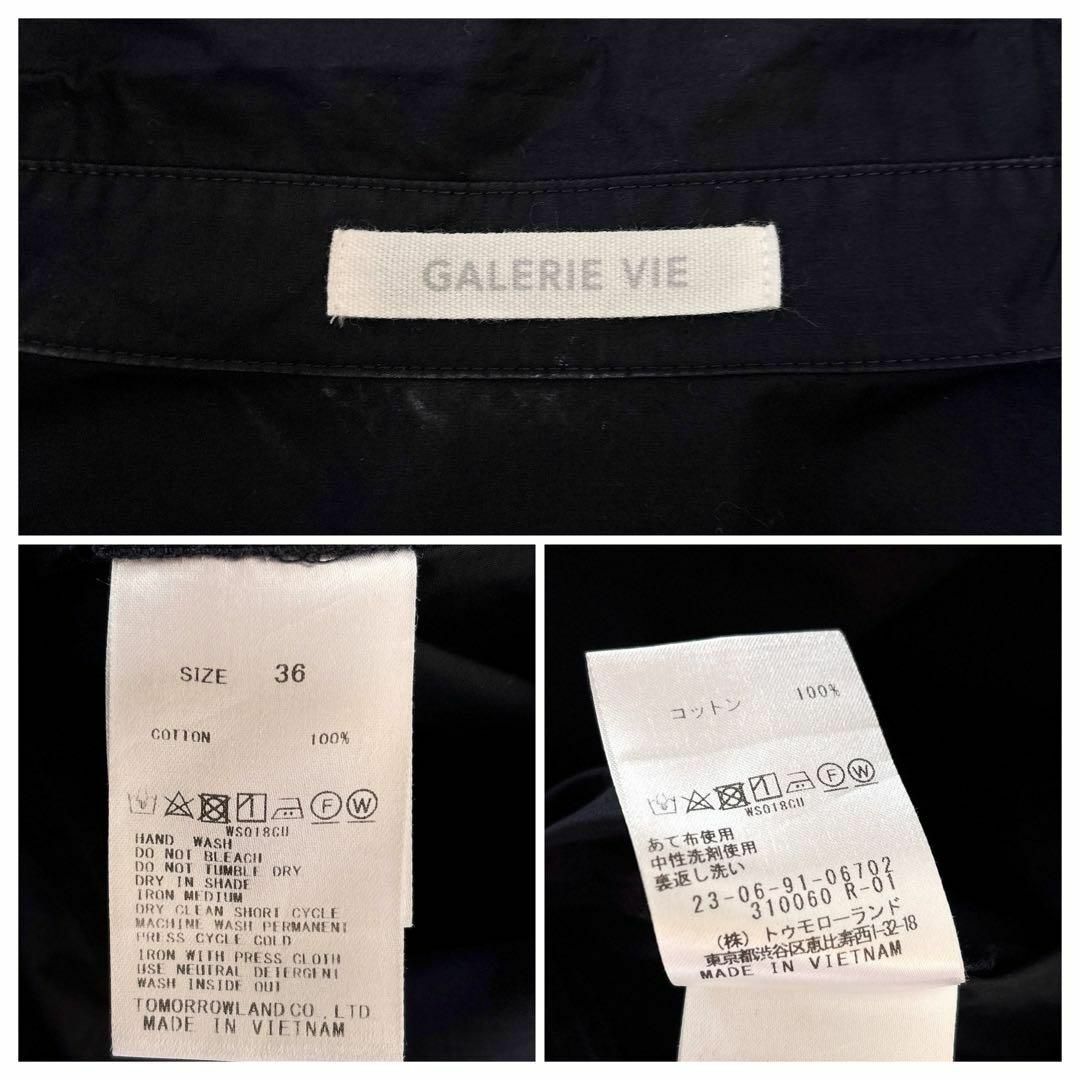 GALERIE VIE
SIZE 36
COTTON 100%
F W
WS018GU
HAND WASH
DO NOT BLEACH
DO NOT TUMBLE DRY
DRY IN SHADE
IRON MEDIUM
DRY CLEAN SHORT CYCLE
MACHINE WASH PERMANENT
PRESS CYCLE COLD
IRON WITH PRESS CLOTH
USE NEUTRAL DETERGENT
WASH INSIDE OUT
TOMORROWLAND CO., LTD
MADE IN VIETNAM
コットン 100%
F W
WS018GU
あて布使用
中性洗剤使用
裏返し洗い
23-06-91-06702
310060 R-01
(株) トゥモローランド
東京都渋谷区恵比寿西1-32-18
MADE IN VIETNAM